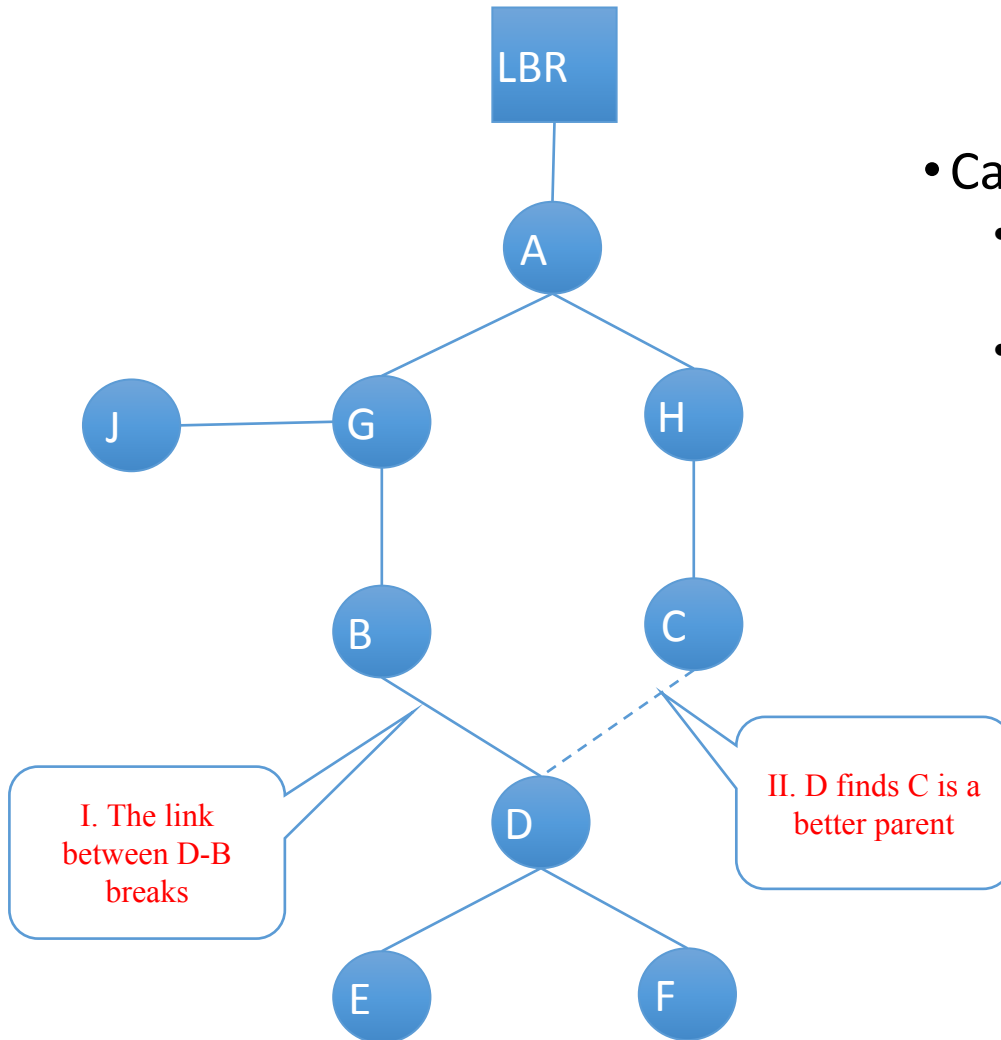 LBR
• Ca
•
A
•
J
G
H
B
C
I. The link
between D-B
breaks
D
II. D finds C is a
better parent
E
F